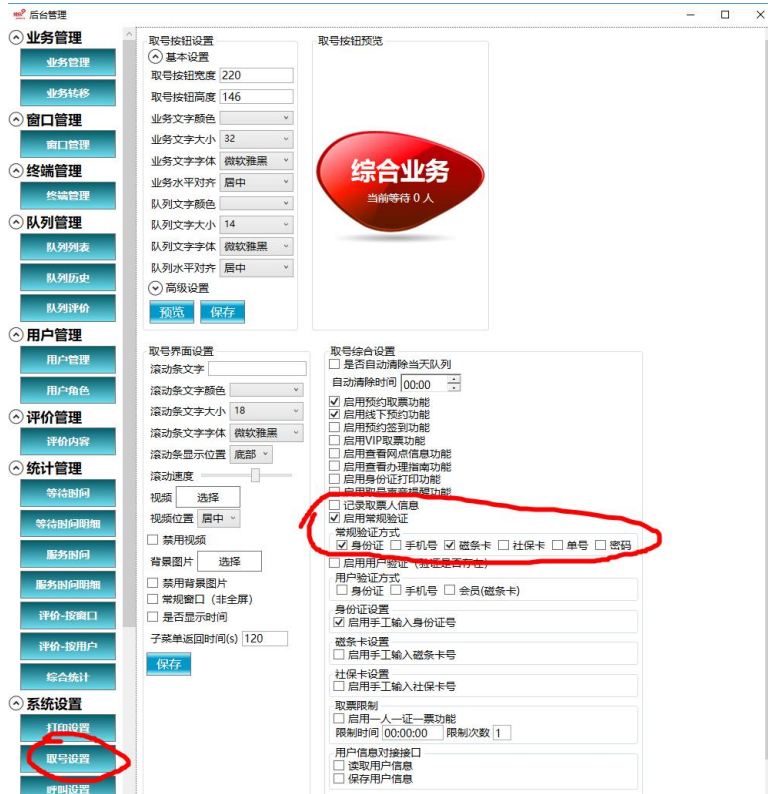 后台管理
业务管理
业务管理
业务转移
窗口管理
窗口管理
终端管理
终端管理
队列管理
队列列表
队列历史
队列评价
用户管理
用户管理
用户角色
评价管理
评价内容
统计管理
等待时间
等待时间明细
服务时间
服务时间明细
评价-按窗口
评价-按用户
综合统计
系统设置
打印设置
取号设置
呼叫设置
取号按钮设置
基本设置
取号按钮宽度 220
取号按钮高度 146
业务文字颜色
业务文字大小 32
业务文字字体 微软雅黑
业务水平对齐 居中
队列文字颜色
队列文字大小 14
队列文字字体 微软雅黑
队列水平对齐 居中
高级设置
预览 保存
取号按钮预览
综合业务
当前等待 0 人
取号界面设置
滚动条文字
滚动条文字颜色
滚动条文字大小 18
滚动条文字字体 微软雅黑
滚动条显示位置 底部
滚动速度
视频 选择
视频位置 居中
禁用视频
背景图片 选择
禁用背景图片
常规窗口（非全屏）
是否显示时间
子菜单返回时间(s) 120
保存
取号综合设置
是否自动清除当天队列
自动清除时间 00:00
启用预约取票功能
启用线下预约功能
启用预约签到功能
启用VIP取票功能
启用查看网点信息功能
启用查看办理指南功能
启用身份证打印功能
启用取号声音提醒功能
记录取票人信息
启用常规验证
常规验证方式
身份证 手机号 磁条卡 社保卡 单号 密码
启用用户验证（验证是否存在）
用户验证方式
身份证 手机号 会员(磁条卡)
身份证设置
启用手工输入身份证号
磁条卡设置
启用手工输入磁条卡号
社保卡设置
启用手工输入社保卡号
取票限制
启用一人一证一票功能
限制时间 00:00:00 限制次数 1
用户信息对接接口
读取用户信息
保存用户信息